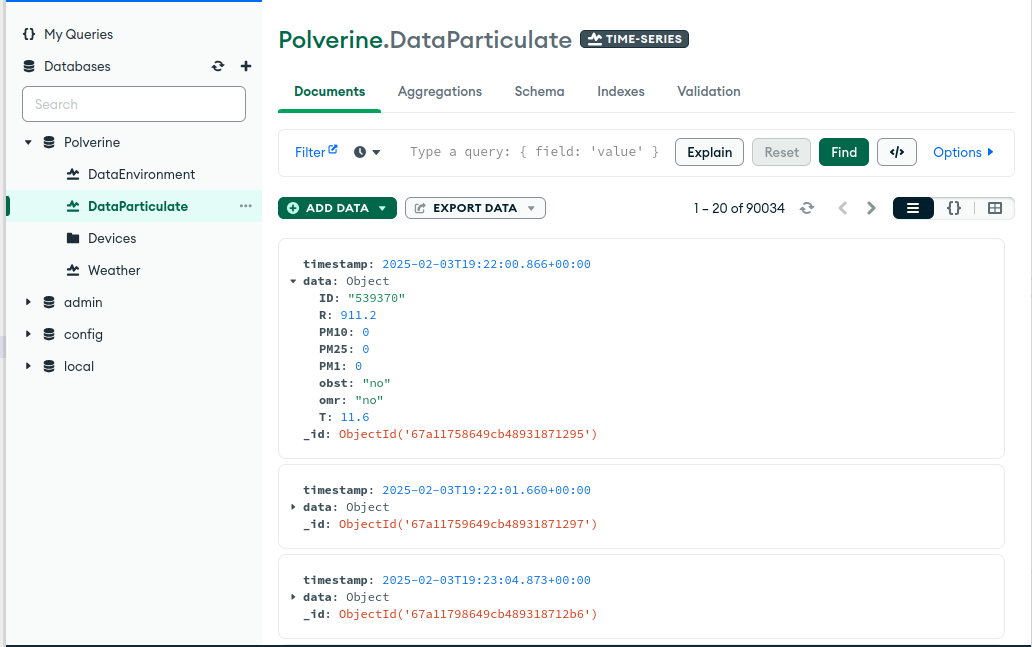 {} My Queries
Databases
Search
Polverine
DataEnvironment
DataParticulate
Devices
Weather
admin
config
local
Polverine.DataParticulate TIME-SERIES
Documents Aggregations Schema Indexes Validation
Filter Type a query: { field: 'value' } Explain Reset Find </> Options
ADD DATA EXPORT DATA 1 – 20 of 90034 {}
timestamp: 2025-02-03T19:22:00.866+00:00
data: Object
ID: "539370"
R: 911.2
PM10: 0
PM25: 0
PM1: 0
obst: "no"
omr: "no"
T: 11.6
_id: ObjectId('67a11758649cb48931871295')
timestamp: 2025-02-03T19:22:01.660+00:00
data: Object
_id: ObjectId('67a11759649cb48931871297')
timestamp: 2025-02-03T19:23:04.873+00:00
data: Object
_id: ObjectId('67a11798649cb489318712b6')